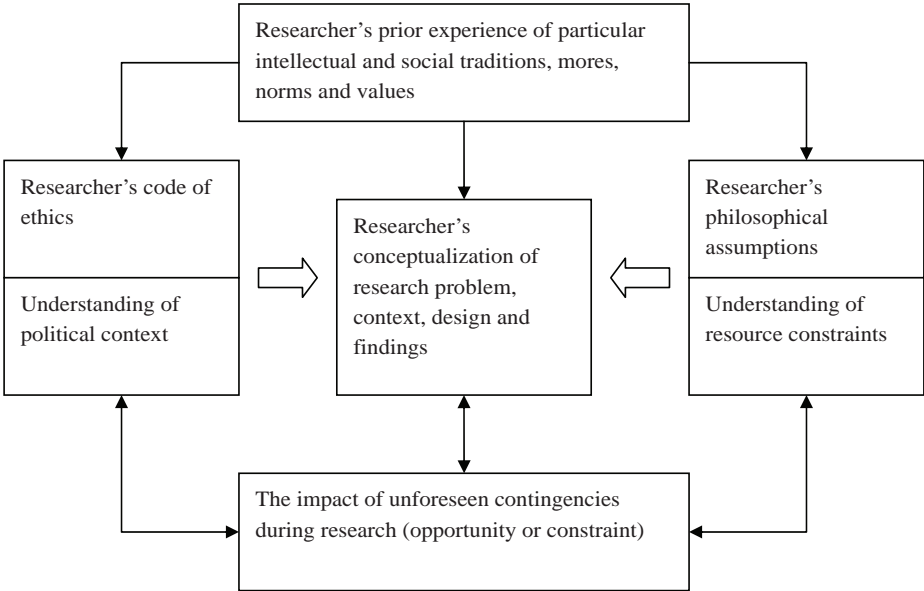 Researcher’s prior experience of particular
intellectual and social traditions, mores,
norms and values
Researcher’s code of
ethics
Understanding of
political context
Researcher’s
conceptualization of
research problem,
context, design and
findings
Researcher’s
philosophical
assumptions
Understanding of
resource constraints
The impact of unforeseen contingencies
during research (opportunity or constraint)